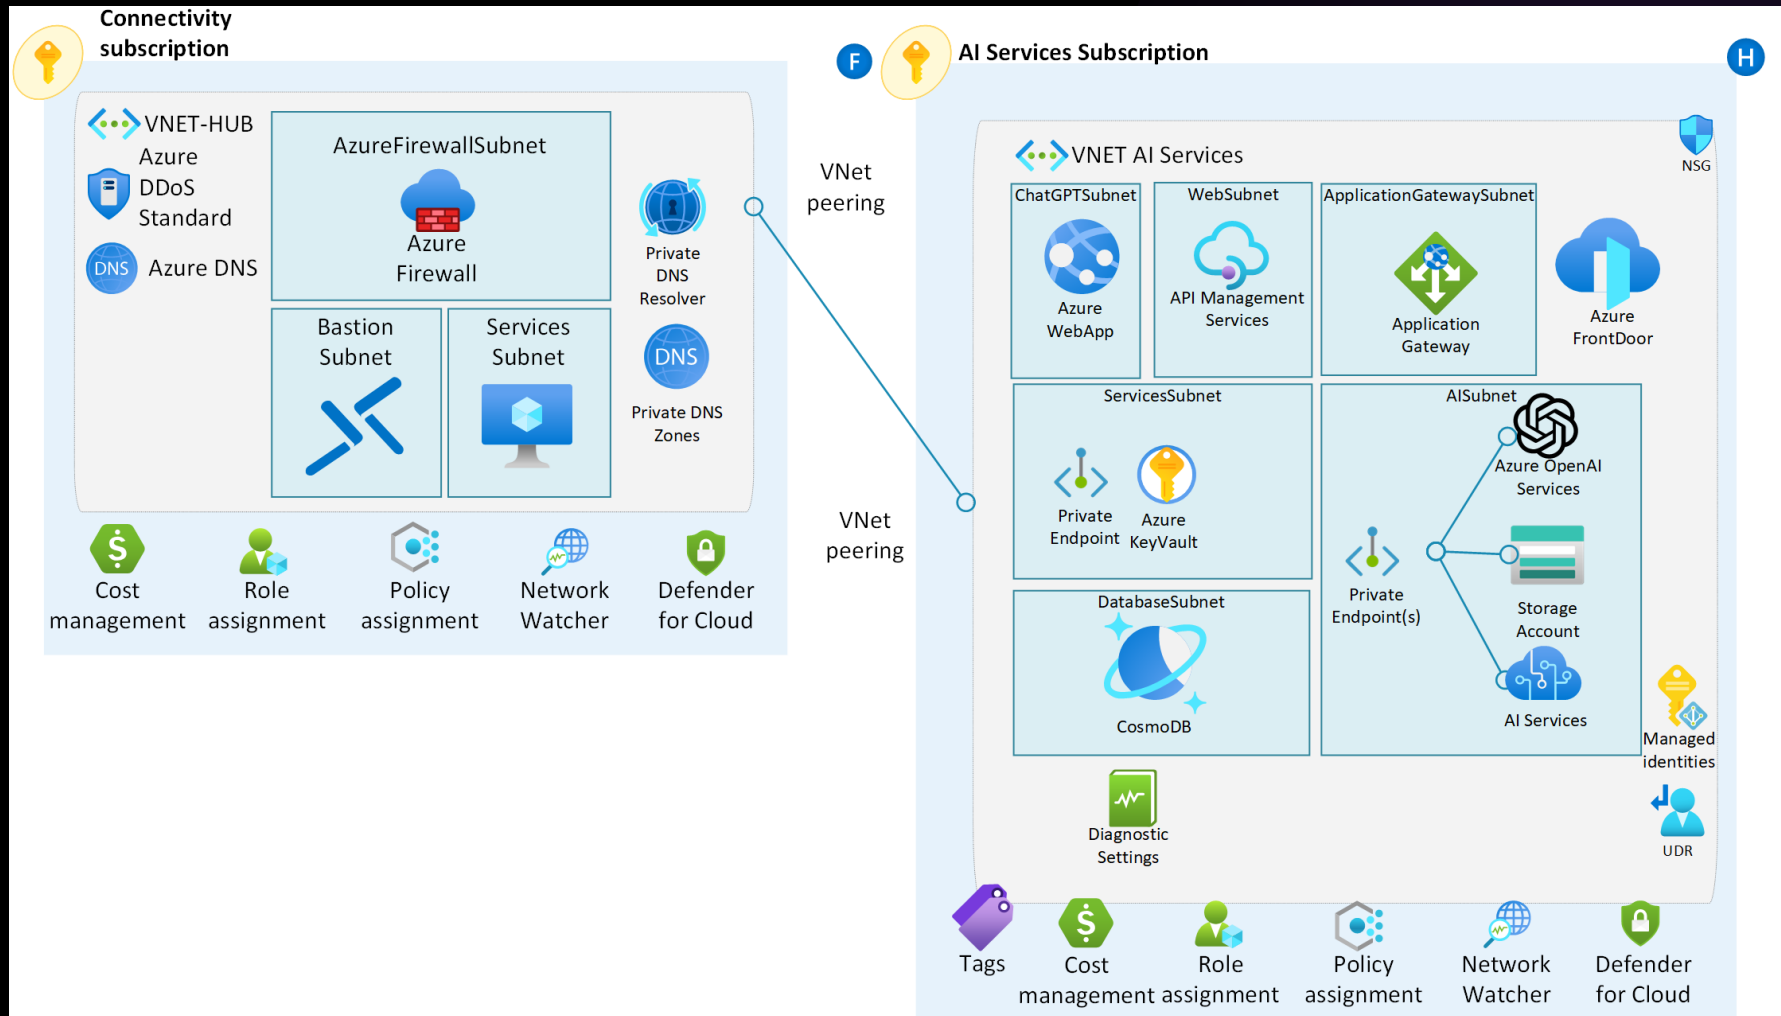 Connectivity
subscription
VNET-HUB
Azure
DDoS
Standard
DNS
Azure DNS
AzureFirewallSubnet
Azure
Firewall
Bastion
Subnet
Services
Subnet
Private
DNS
Resolver
DNS
Private DNS
Zones
Cost
management
Role
assignment
Policy
assignment
Network
Watcher
Defender
for Cloud
VNet
peering
VNet
peering
F
AI Services Subscription
H
NSG
VNET AI Services
ChatGPTSubnet
Azure
WebApp
WebSubnet
API Management
Services
ApplicationGatewaySubnet
Application
Gateway
Azure
FrontDoor
ServicesSubnet
Private
Endpoint
Azure
KeyVault
AISubnet
Azure OpenAI
Services
Private
Endpoint(s)
Storage
Account
AI Services
DatabaseSubnet
CosmoDB
Managed
identities
UDR
Diagnostic
Settings
Tags
Cost
management
Role
assignment
Policy
assignment
Network
Watcher
Defender
for Cloud